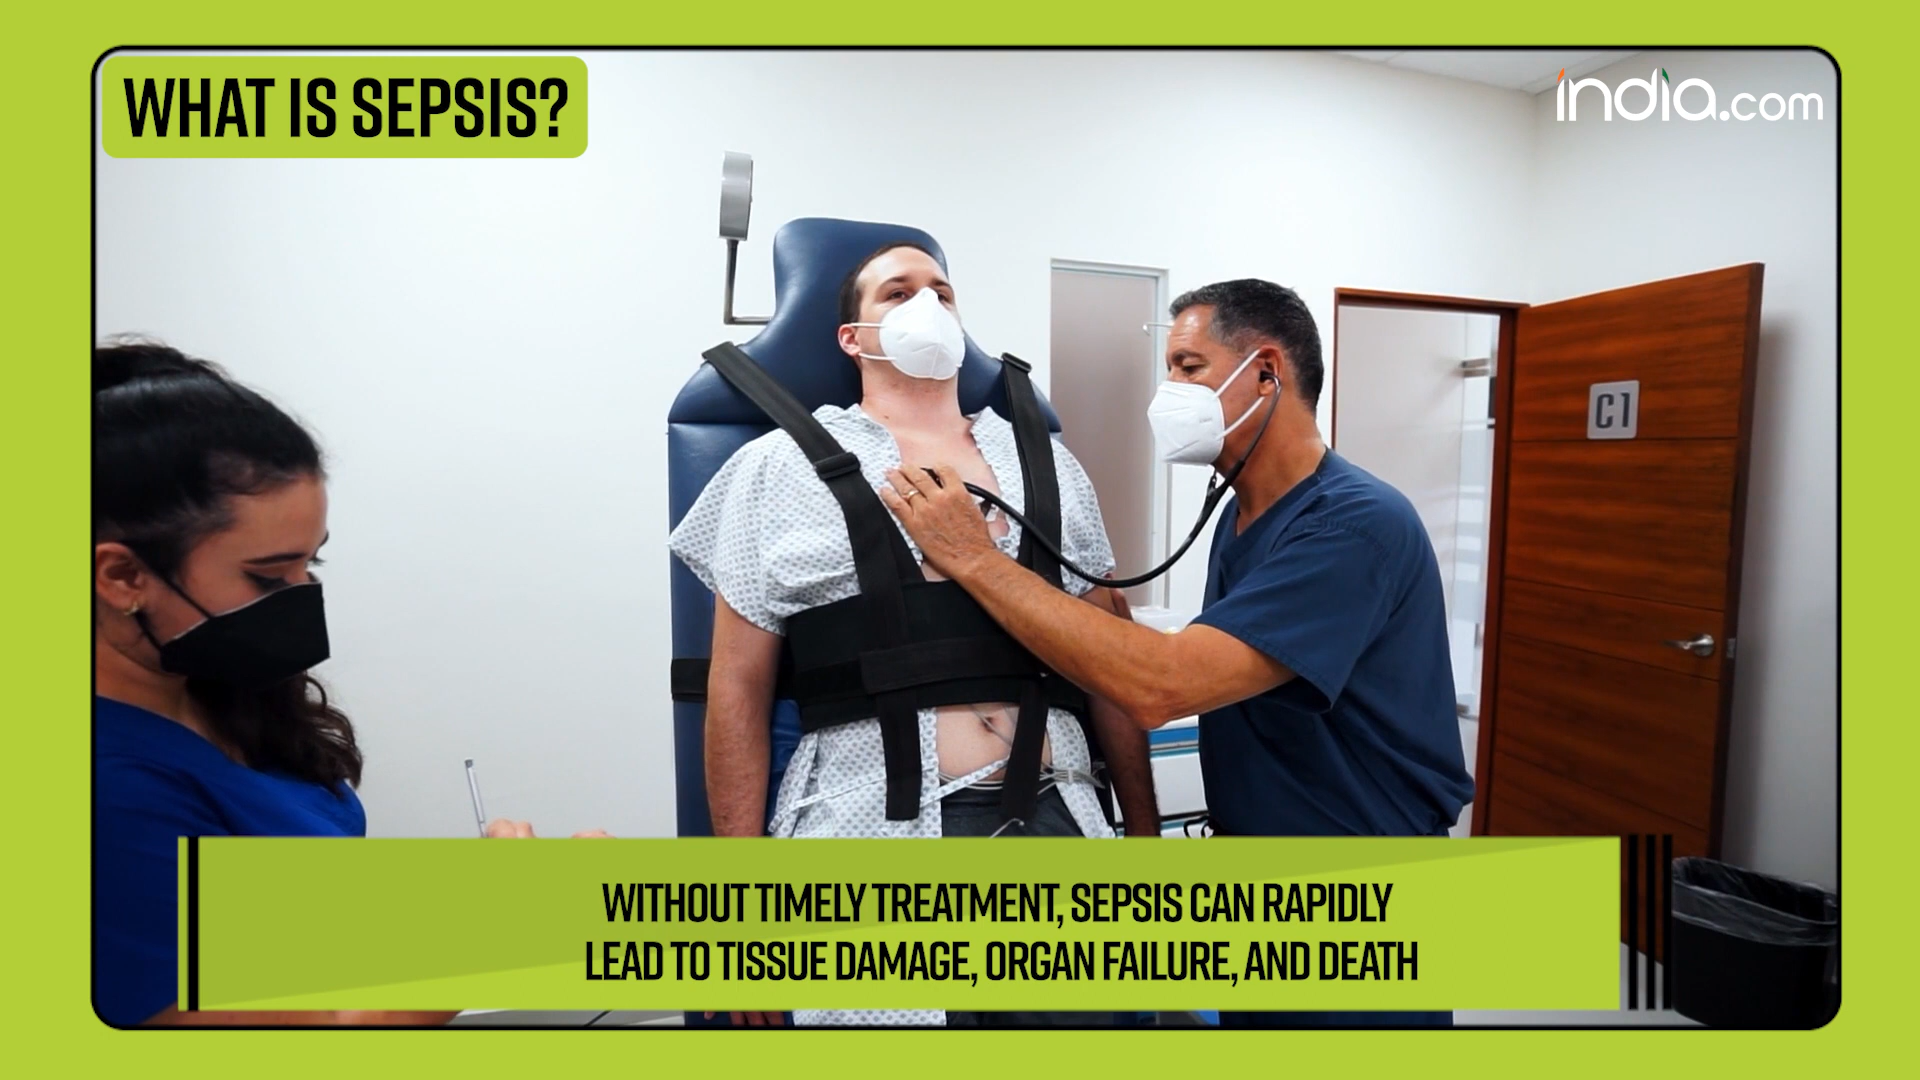 WHAT IS SEPSIS?
india.com
C1
WITHOUT TIMELY TREATMENT, SEPSIS CAN RAPIDLY
LEAD TO TISSUE DAMAGE, ORGAN FAILURE, AND DEATH